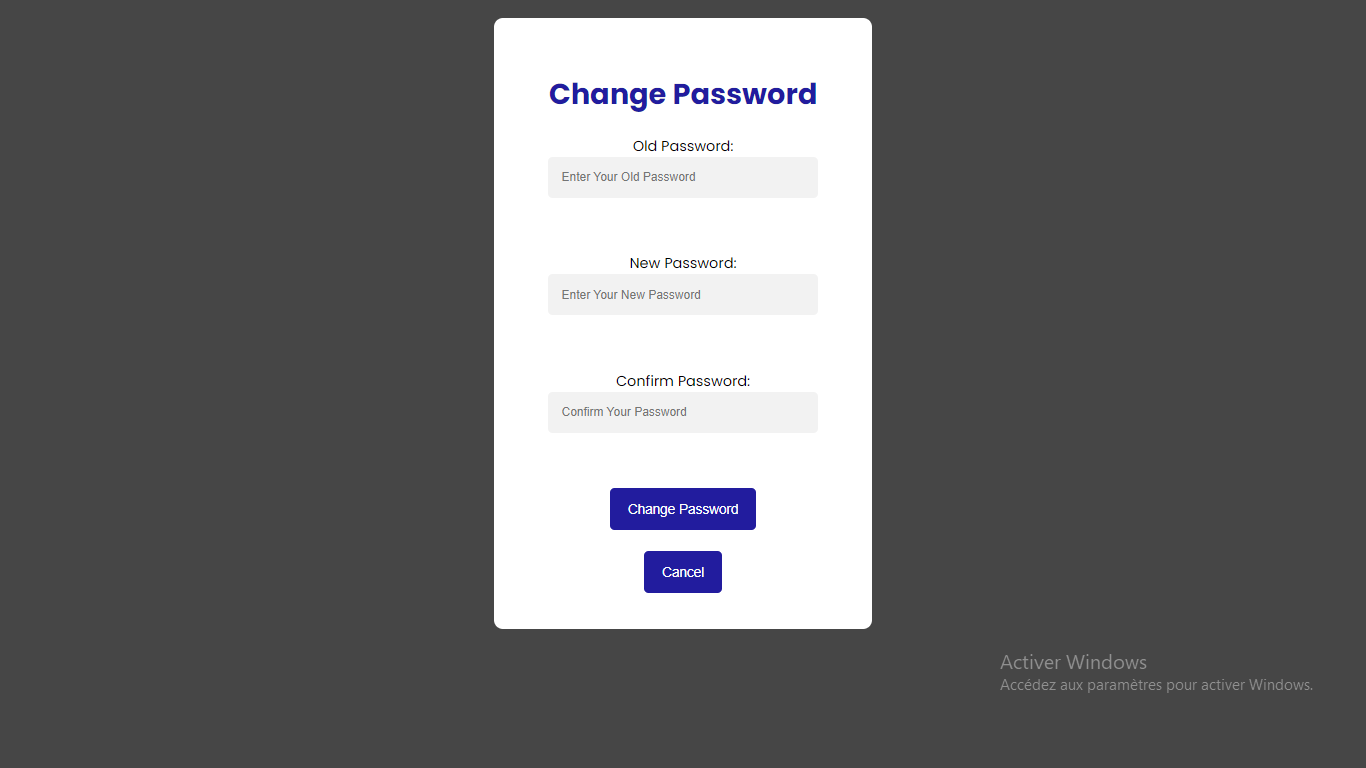 Change Password
Old Password:
Enter Your Old Password
New Password:
Enter Your New Password
Confirm Password:
Confirm Your Password
Change Password
Cancel
Activer Windows
Accédez aux paramètres pour activer Windows.